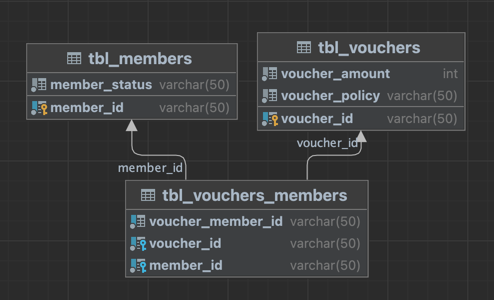 tbl_members
member_status varchar(50)
member_id varchar(50)
tbl_vouchers
voucher_amount int
voucher_policy varchar(50)
voucher_id varchar(50)
member_id
voucher_id
tbl_vouchers_members
voucher_member_id varchar(50)
voucher_id varchar(50)
member_id varchar(50)